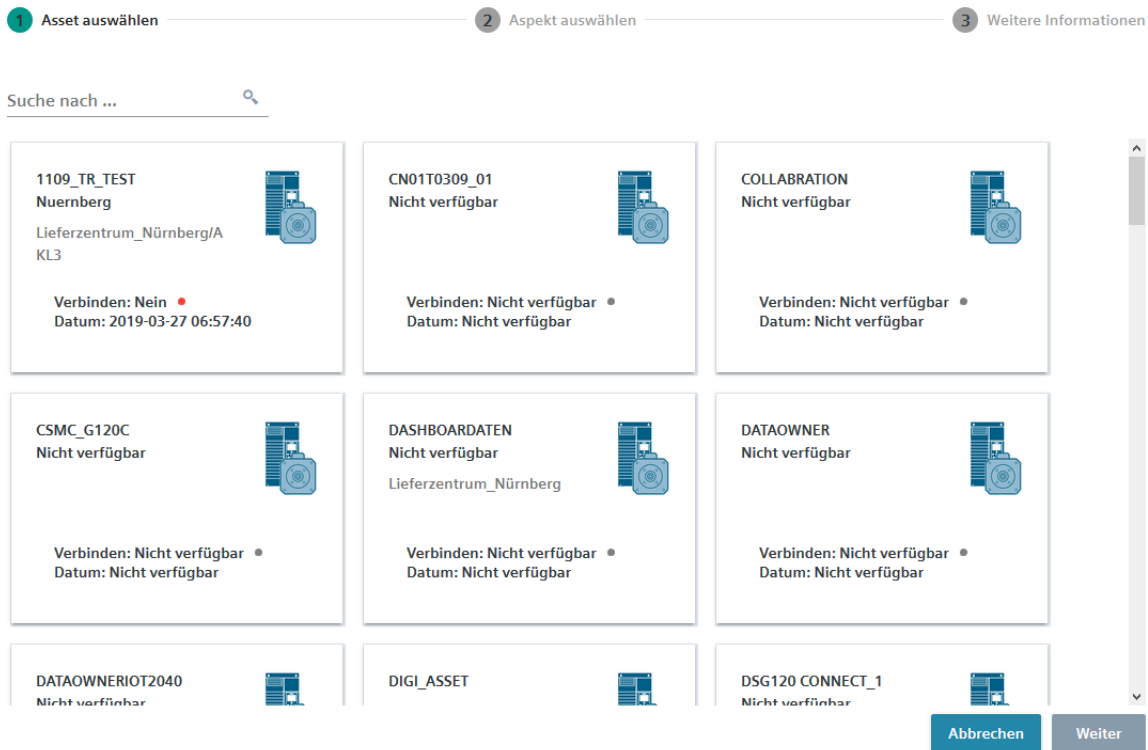 1 Asset auswählen
2 Aspekt auswählen
3 Weitere Informationen
Suche nach ...
1109_TR_TEST
Nuernberg
Lieferzentrum_Nürnberg/A
KL3
Verbinden: Nein
Datum: 2019-03-27 06:57:40
CN01T0309_01
Nicht verfügbar
Verbinden: Nicht verfügbar
Datum: Nicht verfügbar
COLLABRATION
Nicht verfügbar
Verbinden: Nicht verfügbar
Datum: Nicht verfügbar
CSMC_G120C
Nicht verfügbar
Verbinden: Nicht verfügbar
Datum: Nicht verfügbar
DASHBOARDATEN
Nicht verfügbar
Lieferzentrum_Nürnberg
Verbinden: Nicht verfügbar
Datum: Nicht verfügbar
DATAOWNER
Nicht verfügbar
Verbinden: Nicht verfügbar
Datum: Nicht verfügbar
DATAOWNERIOT2040
Nicht verfügbar
DIGI_ASSET
DSG120 CONNECT_1
Nicht verfügbar
Abbrechen
Weiter